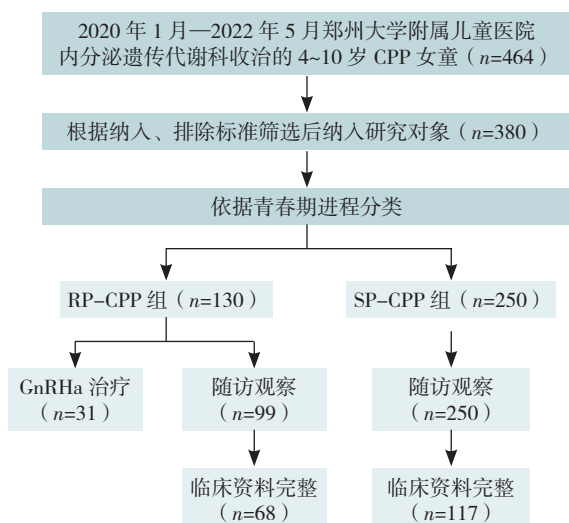 2020 年 1 月—2022 年 5 月郑州大学附属儿童医院
内分泌遗传代谢科收治的 4~10 岁 CPP 女童（n=464）
根据纳入、排除标准筛选后纳入研究对象（n=380）
依据青春期进程分类
RP-CPP 组（n=130）
SP-CPP 组（n=250）
GnRHa 治疗
（n=31）
随访观察
（n=99）
随访观察
（n=250）
临床资料完整
（n=68）
临床资料完整
（n=117）